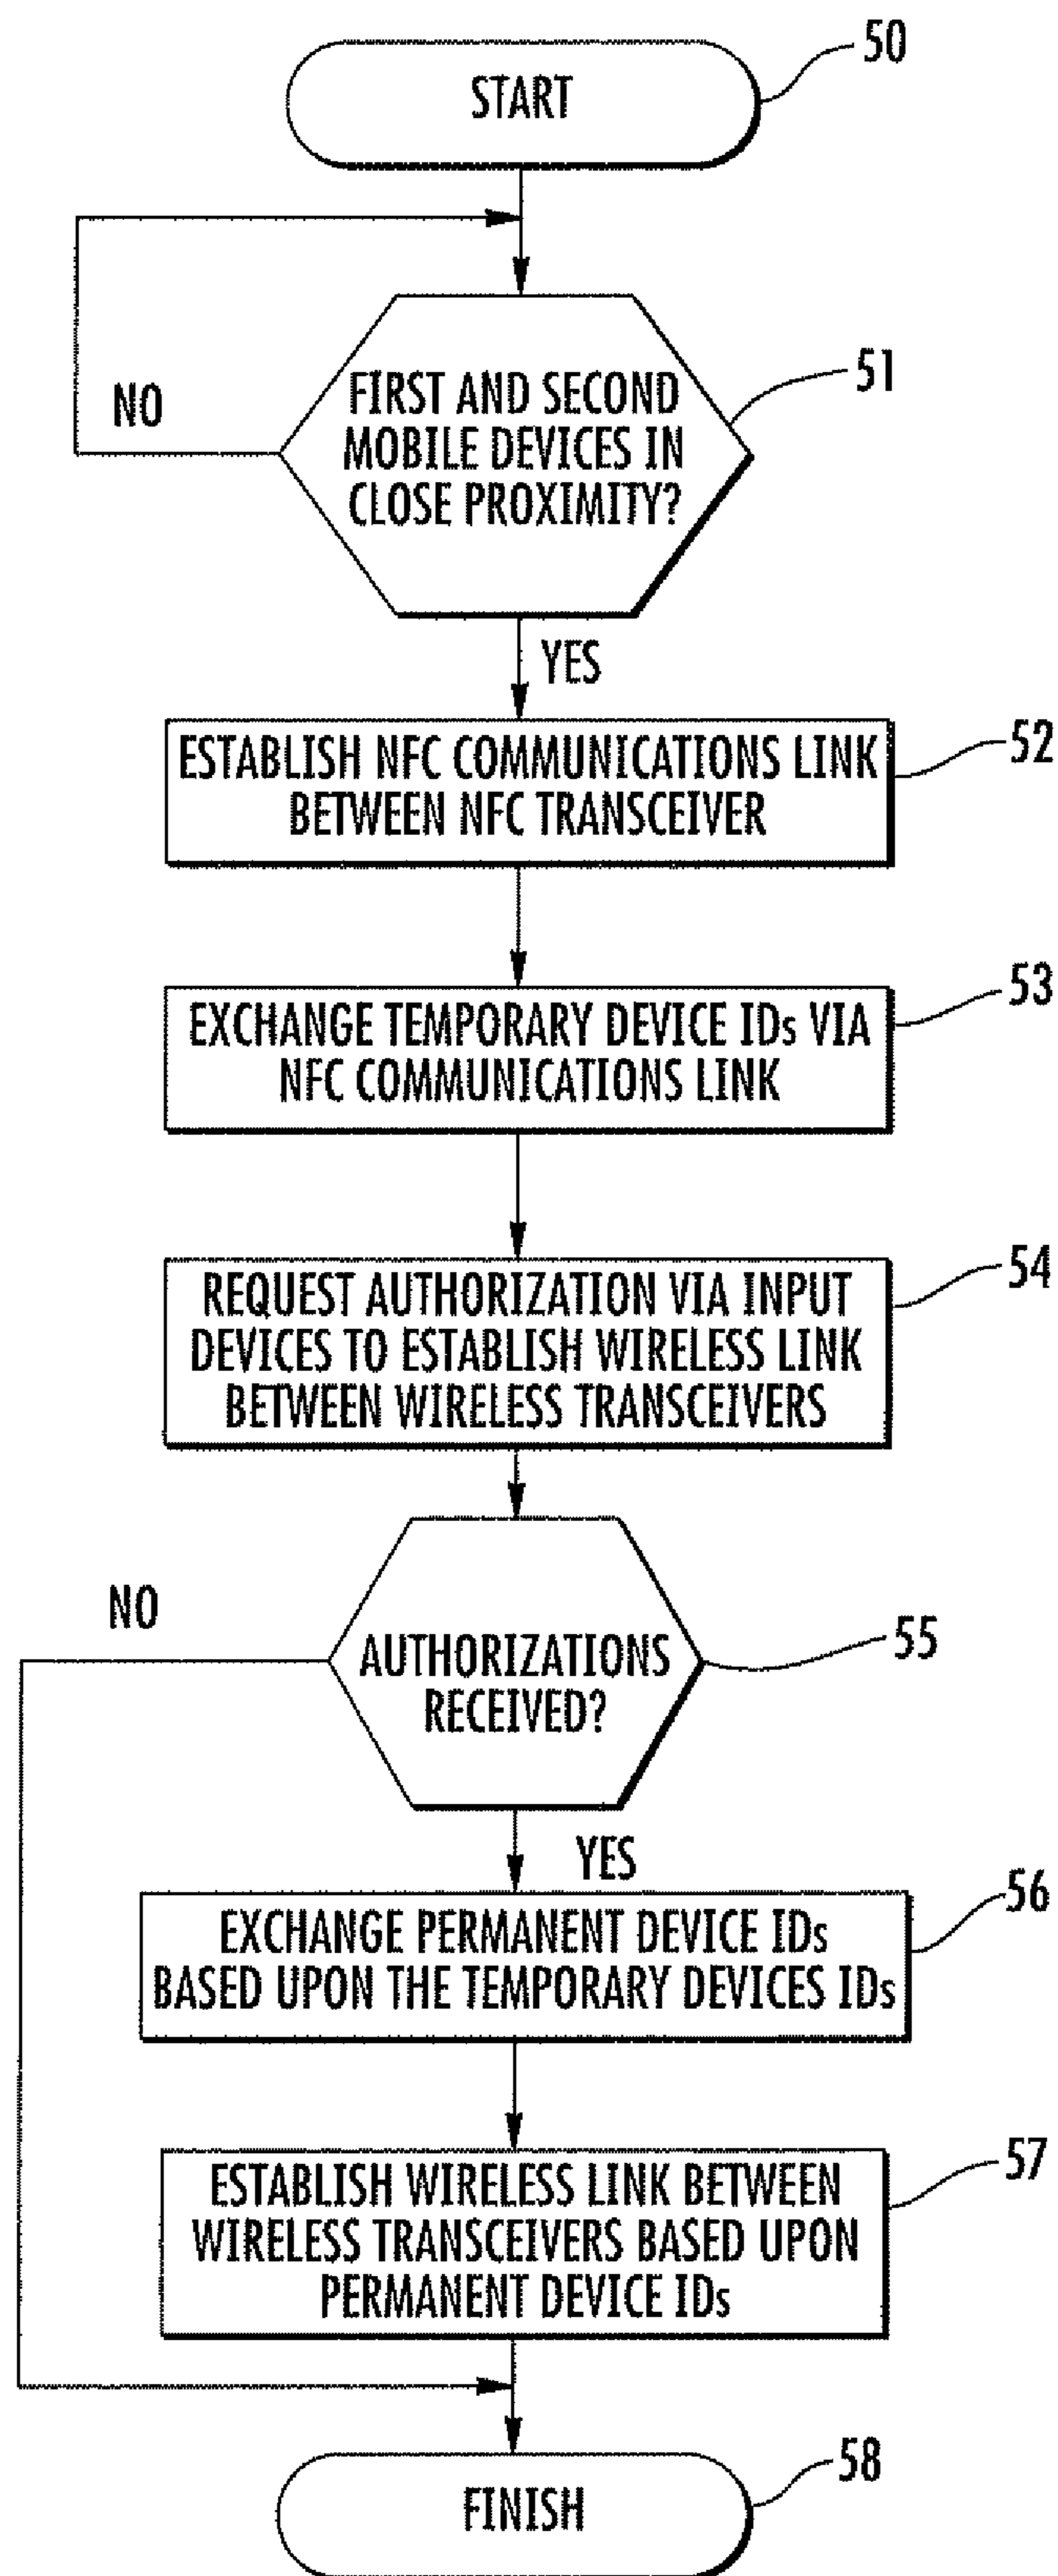 50
START
51
FIRST AND SECOND
MOBILE DEVICES IN
CLOSE PROXIMITY?
NO
YES
52
ESTABLISH NFC COMMUNICATIONS LINK
BETWEEN NFC TRANSCEIVER
53
EXCHANGE TEMPORARY DEVICE IDs VIA
NFC COMMUNICATIONS LINK
54
REQUEST AUTHORIZATION VIA INPUT
DEVICES TO ESTABLISH WIRELESS LINK
BETWEEN WIRELESS TRANSCEIVERS
NO
55
AUTHORIZATIONS
RECEIVED?
YES
56
EXCHANGE PERMANENT DEVICE IDs
BASED UPON THE TEMPORARY DEVICES IDs
57
ESTABLISH WIRELESS LINK BETWEEN
WIRELESS TRANSCEIVERS BASED UPON
PERMANENT DEVICE IDs
58
FINISH